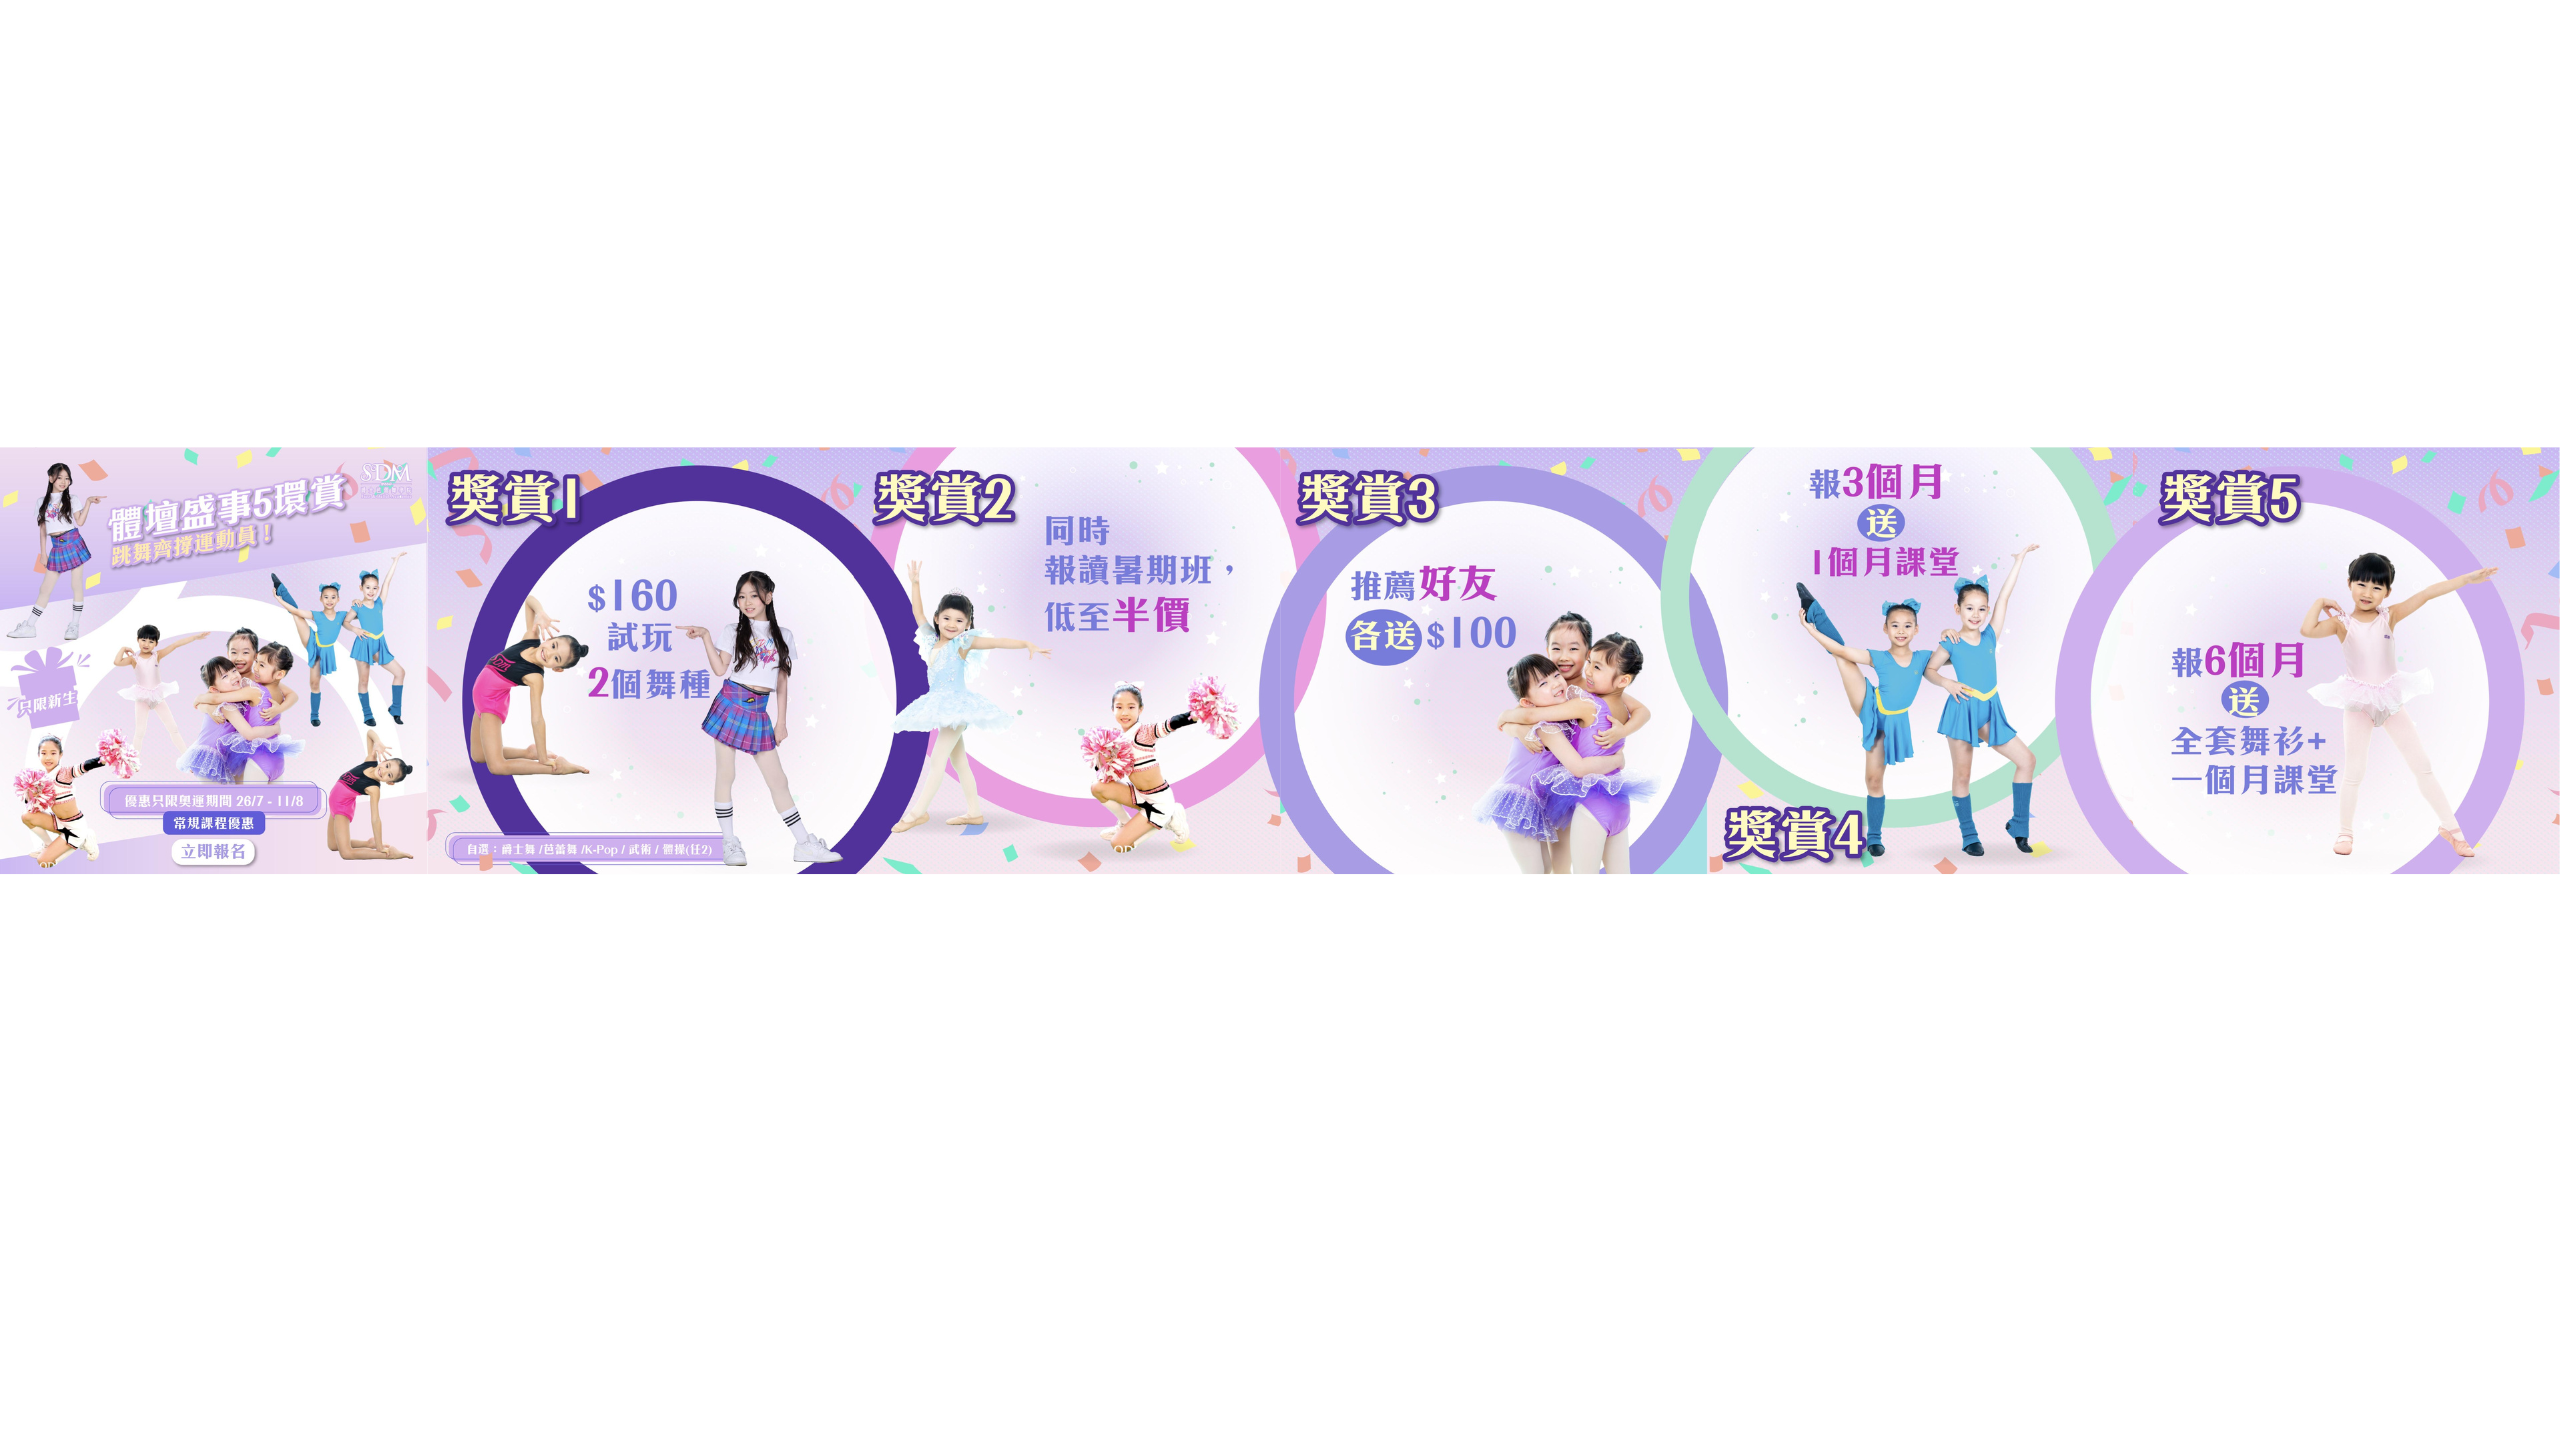 體壇盛事5環賞
跳舞齊撐運動員！
SDM
只限新生
優惠只限奧運期間 26/7 - 11/8
常規課程優惠
立即報名
獎賞1
$160
試玩
2個舞種
自選：爵士舞 /芭蕾舞 /K-Pop / 武術 / 體操(任2)
獎賞2
同時
報讀暑期班，
低至半價
獎賞3
推薦好友
各送$100
報3個月
送
1個月課堂
獎賞4
獎賞5
報6個月
送
全套舞衫+
一個月課堂